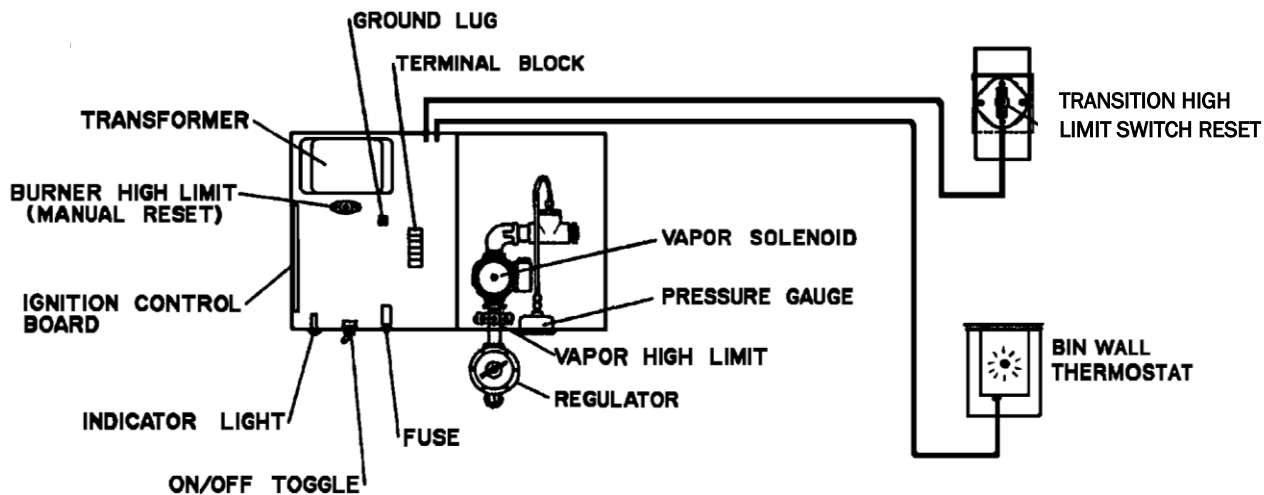 GROUND LUG
TERMINAL BLOCK
TRANSFORMER
BURNER HIGH LIMIT
(MANUAL RESET)
IGNITION CONTROL
BOARD
INDICATOR LIGHT
ON/OFF TOGGLE
FUSE
VAPOR SOLENOID
PRESSURE GAUGE
VAPOR HIGH LIMIT
REGULATOR
TRANSITION HIGH
LIMIT SWITCH RESET
BIN WALL
THERMOSTAT